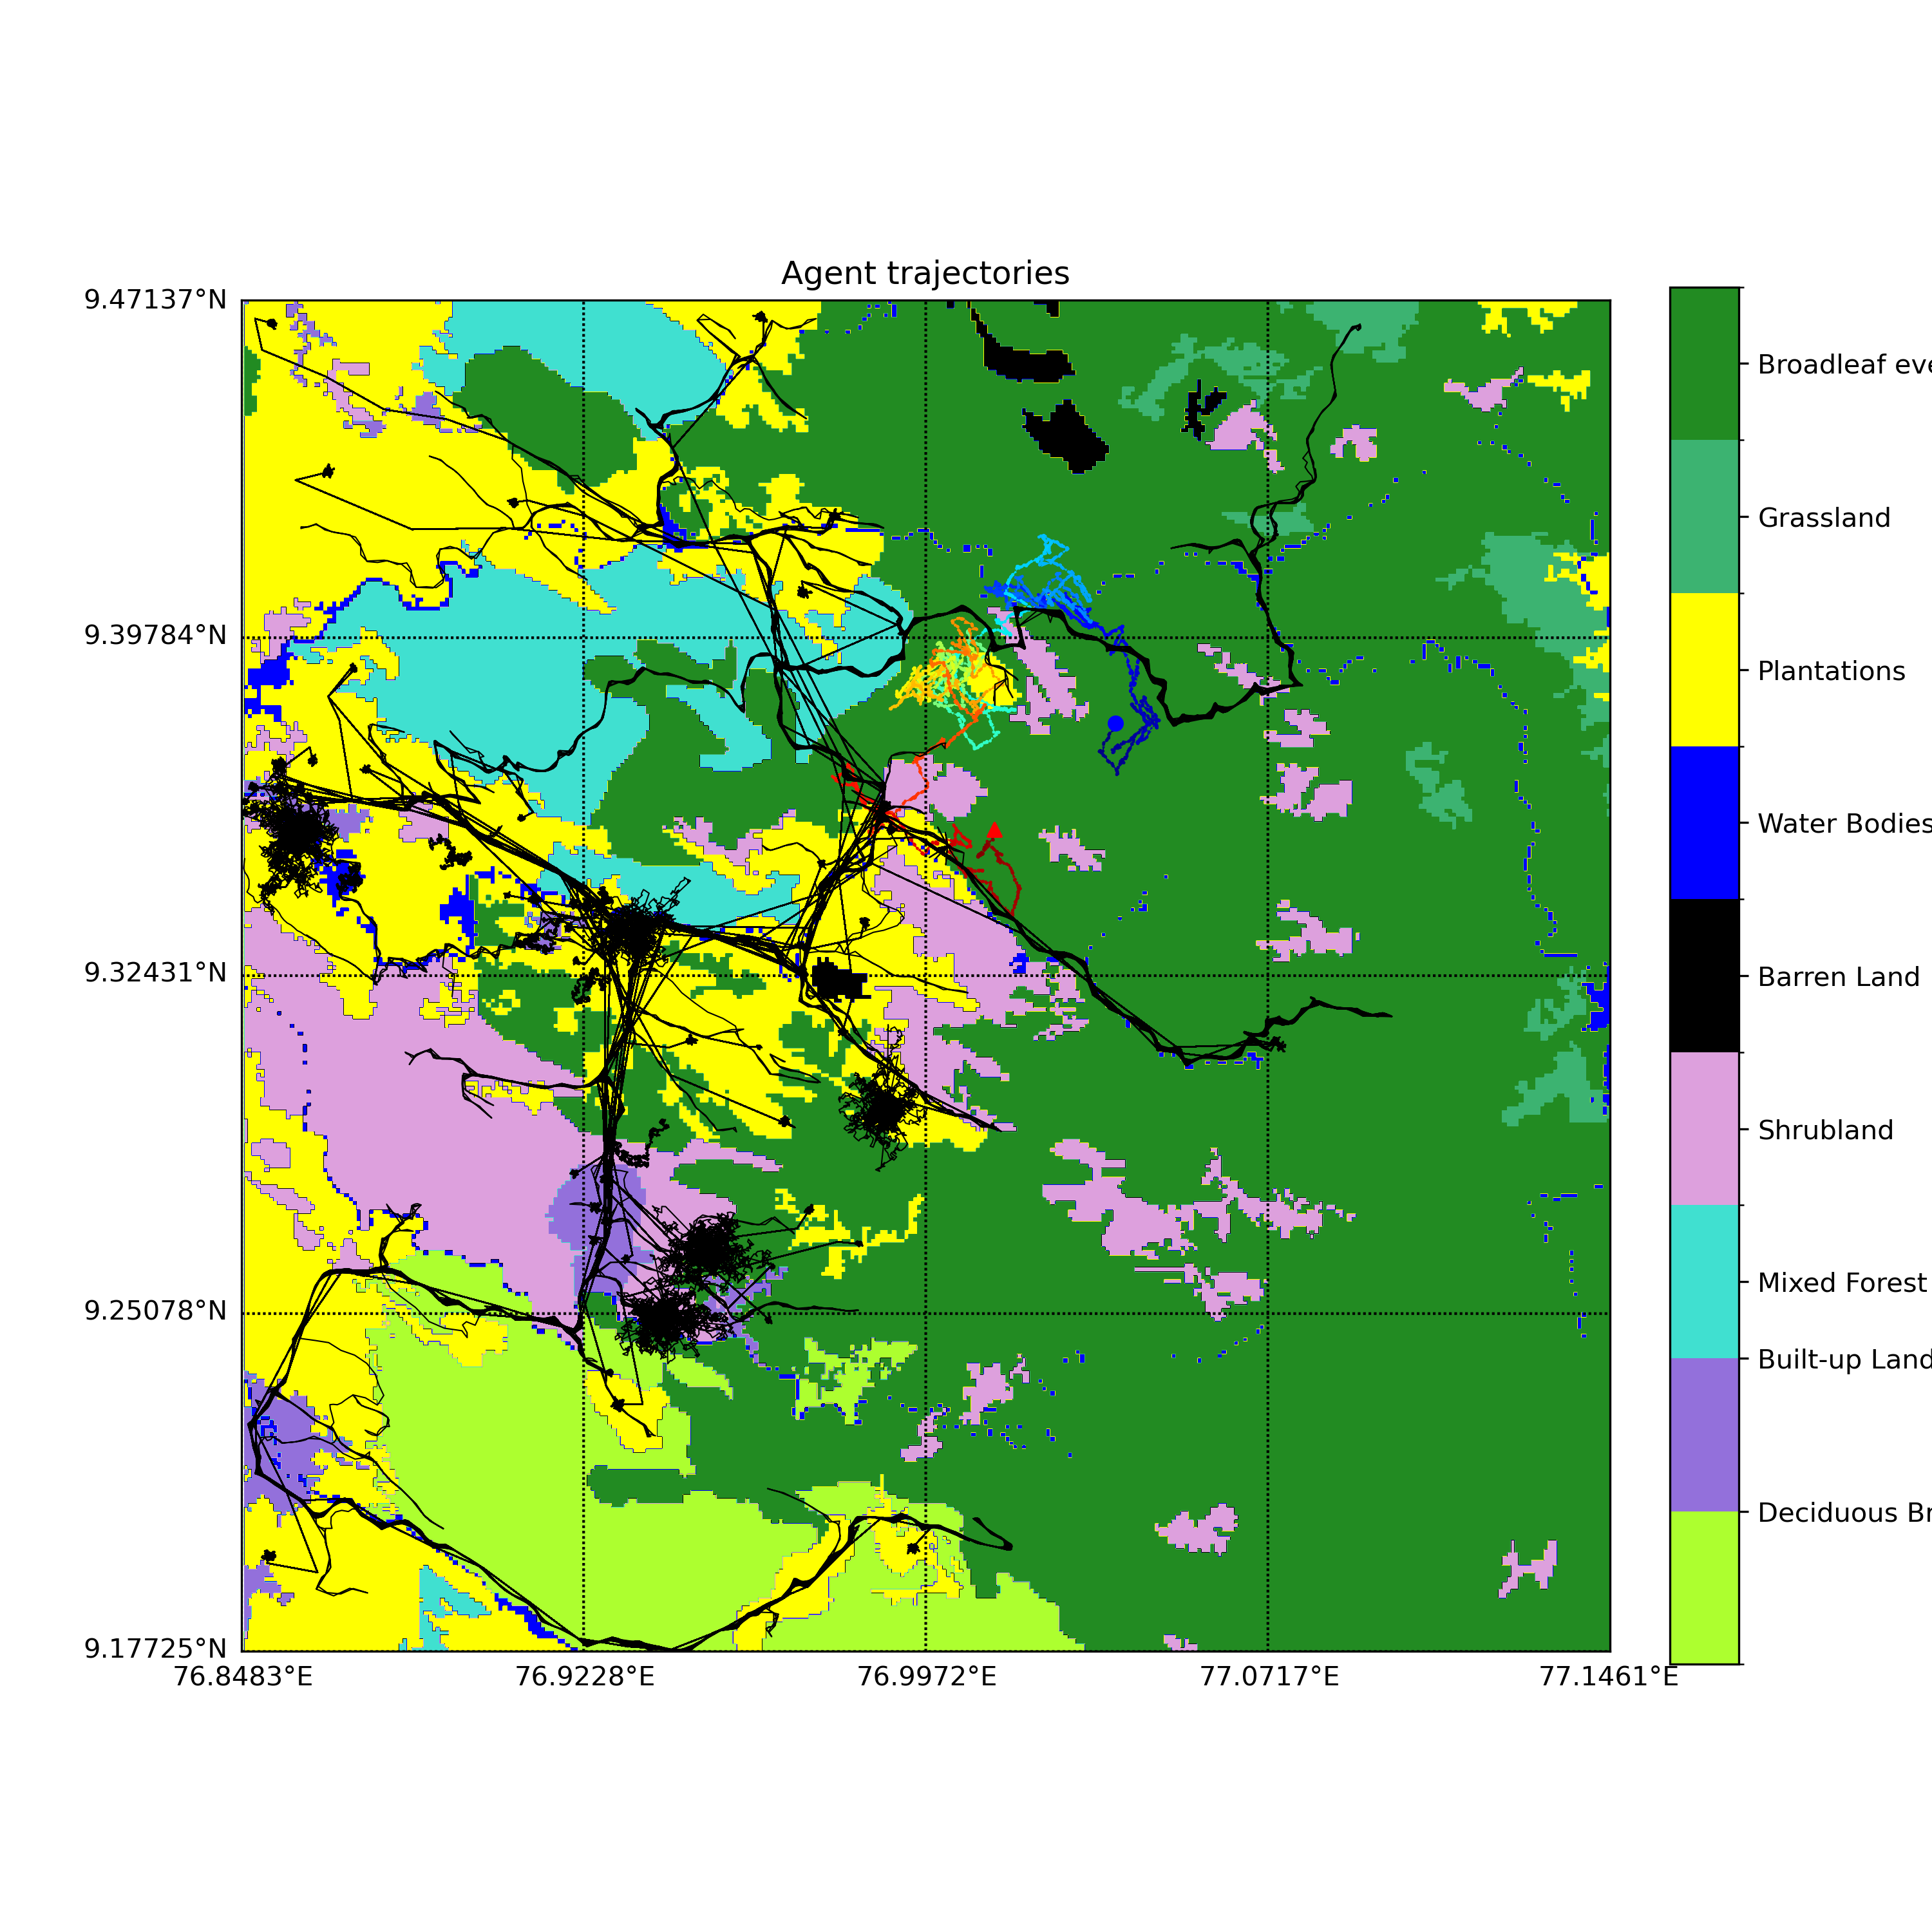 Agent trajectories
9.47137°N
9.39784°N
9.32431°N
9.25078°N
9.17725°N
76.8483°E
76.9228°E
76.9972°E
77.0717°E
77.1461°E
Broadleaf eve
Grassland
Plantations
Water Bodies
Barren Land
Shrubland
Mixed Forest
Built-up Land
Deciduous Br